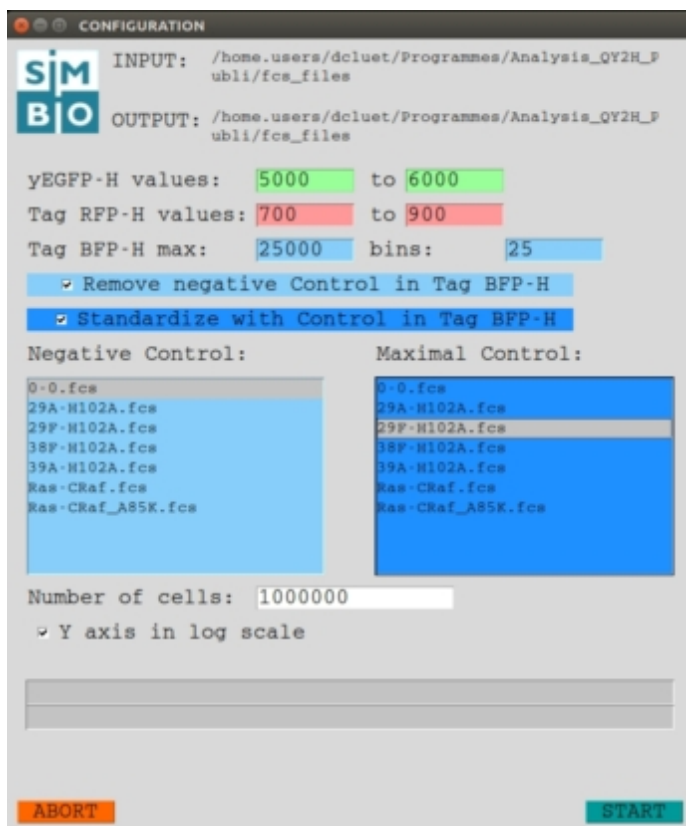 CONFIGURATION
SiM
BIO
INPUT: /home.users/dcluet/Programmes/Analysis_QY2H_P
ubli/fcs_files
OUTPUT: /home.users/dcluet/Programmes/Analysis_QY2H_P
ubli/fcs_files
yEGFP-H values: 5000 to 6000
Tag RFP-H values: 700 to 900
Tag BFP-H max: 25000 bins: 25
Remove negative Control in Tag BFP-H
Standardize with Control in Tag BFP-H
Negative Control: Maximal Control:
0-0.fcs 0-0.fcs
29A-H102A.fcs 29A-H102A.fcs
29F-H102A.fcs 29F-H102A.fcs
38F-H102A.fcs 38F-H102A.fcs
39A-H102A.fcs 39A-H102A.fcs
Ras-CRaf.fcs Ras-CRaf.fcs
Ras-CRaf_A85K.fcs Ras-CRaf_A85K.fcs
Number of cells: 1000000
Y axis in log scale
ABORT START